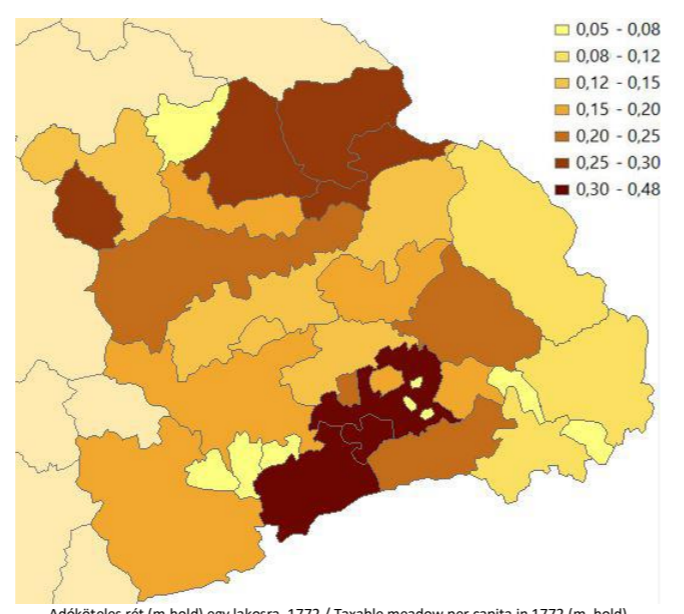 0,05 - 0,08
0,08 - 0,12
0,12 - 0,15
0,15 - 0,20
0,20 - 0,25
0,25 - 0,30
0,30 - 0,48
Adóköteles rét (m.hold) egy lakosra, 1772 / Taxable meadow per capita in 1772 (m. hold)